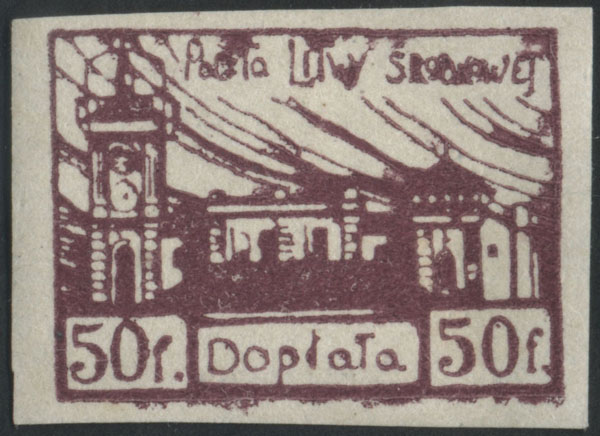 Poczta LITWY ŚRODKOWEJ
50f. Dopłata 50f.